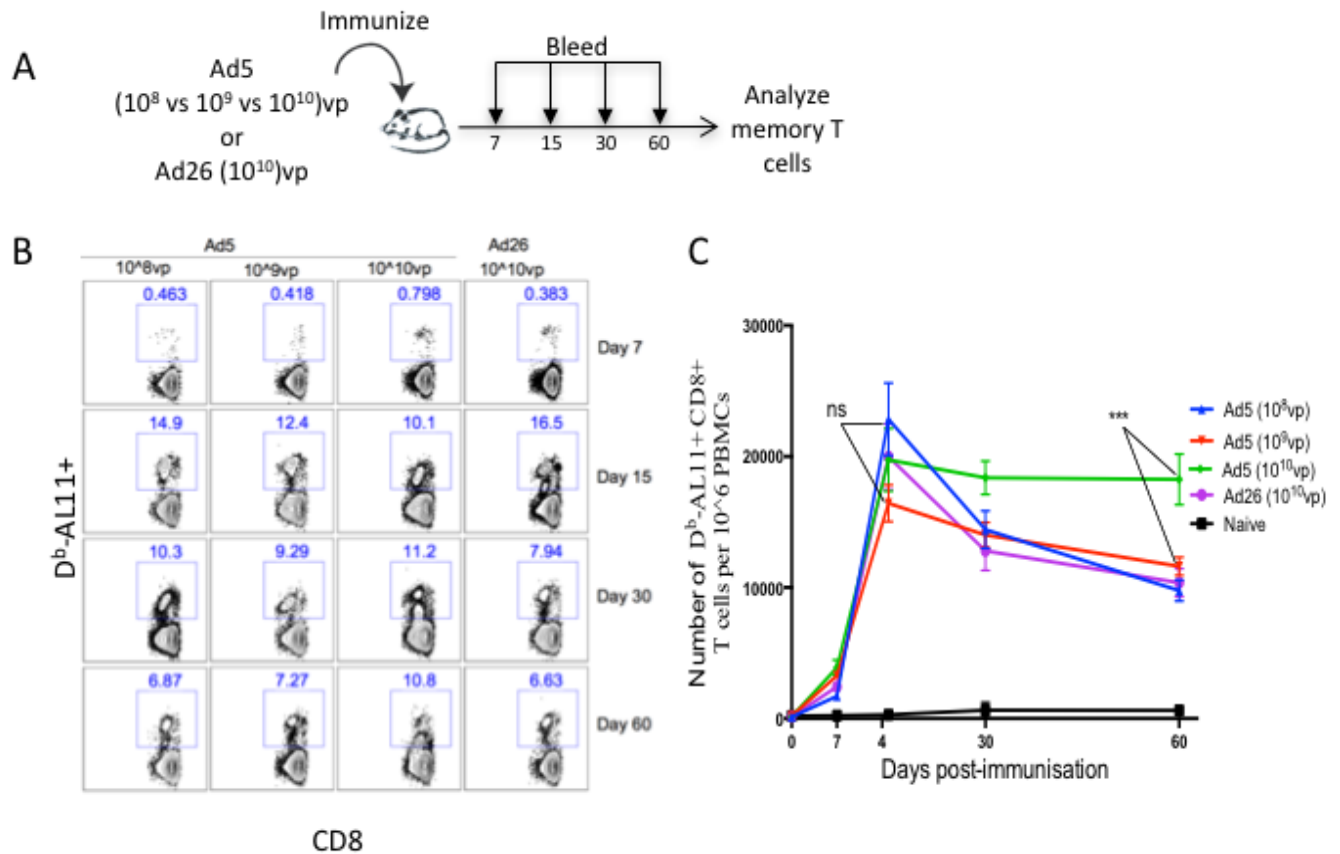 A
Immunize
Ad5
(10⁸ vs 10⁹ vs 10¹⁰)vp
or
Ad26 (10¹⁰)vp
Bleed
7 15 30 60
Analyze
memory T
cells
B
Ad5 Ad26
10^8vp 10^9vp 10^10vp 10^10vp
0.463 0.418 0.798 0.383
Day 7
14.9 12.4 10.1 16.5
Day 15
10.3 9.29 11.2 7.94
Day 30
6.87 7.27 10.8 6.63
Day 60
Dᵇ-AL11+
CD8
C
Number of Dᵇ-AL11+ CD8+
T cells per 10^6 PBMCs
30000
20000
10000
0
ns
***
0 7 4 30 60
Days post-immunisation
Ad5 (10⁸vp)
Ad5 (10⁹vp)
Ad5 (10¹⁰vp)
Ad26 (10¹⁰vp)
Naive